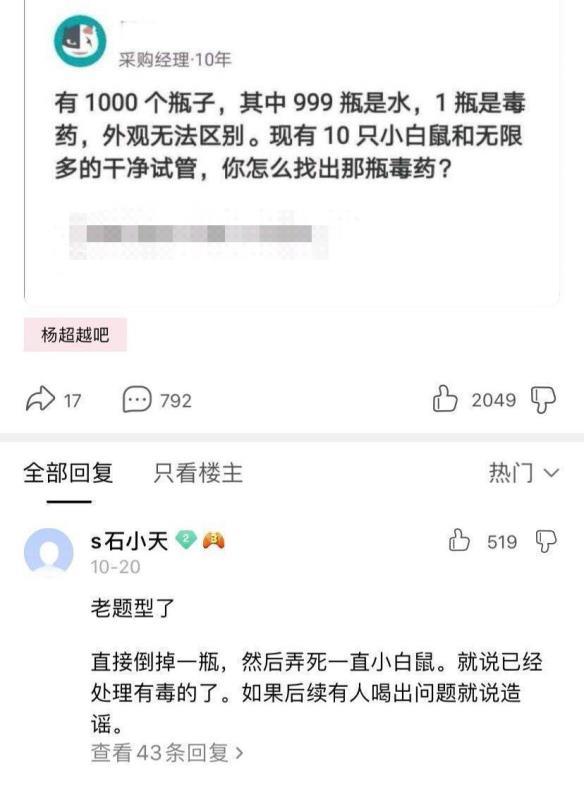 采购经理·10年
有 1000 个瓶子，其中 999 瓶是水，1 瓶是毒
药，外观无法区别。现有 10 只小白鼠和无限
多的干净试管，你怎么找出那瓶毒药？
杨超越吧
17 792 2049
全部回复 只看楼主 热门
s石小天 2 3 519
10-20
老题型了
直接倒掉一瓶，然后弄死一直小白鼠。就说已经
处理有毒的了。如果后续有人喝出问题就说造
谣。
查看43条回复 >